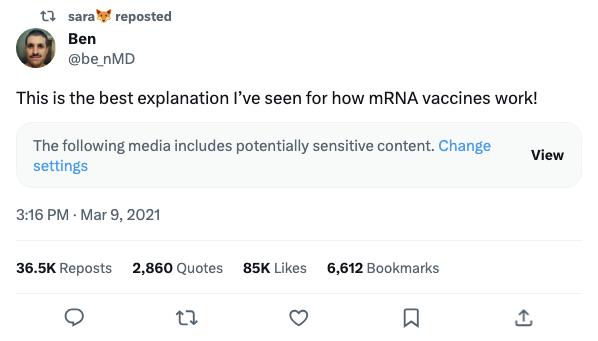 sara🦊 reposted
Ben
@be_nMD
This is the best explanation I’ve seen for how mRNA vaccines work!
The following media includes potentially sensitive content. Change
settings
View
3:16 PM · Mar 9, 2021
36.5K Reposts 2,860 Quotes 85K Likes 6,612 Bookmarks